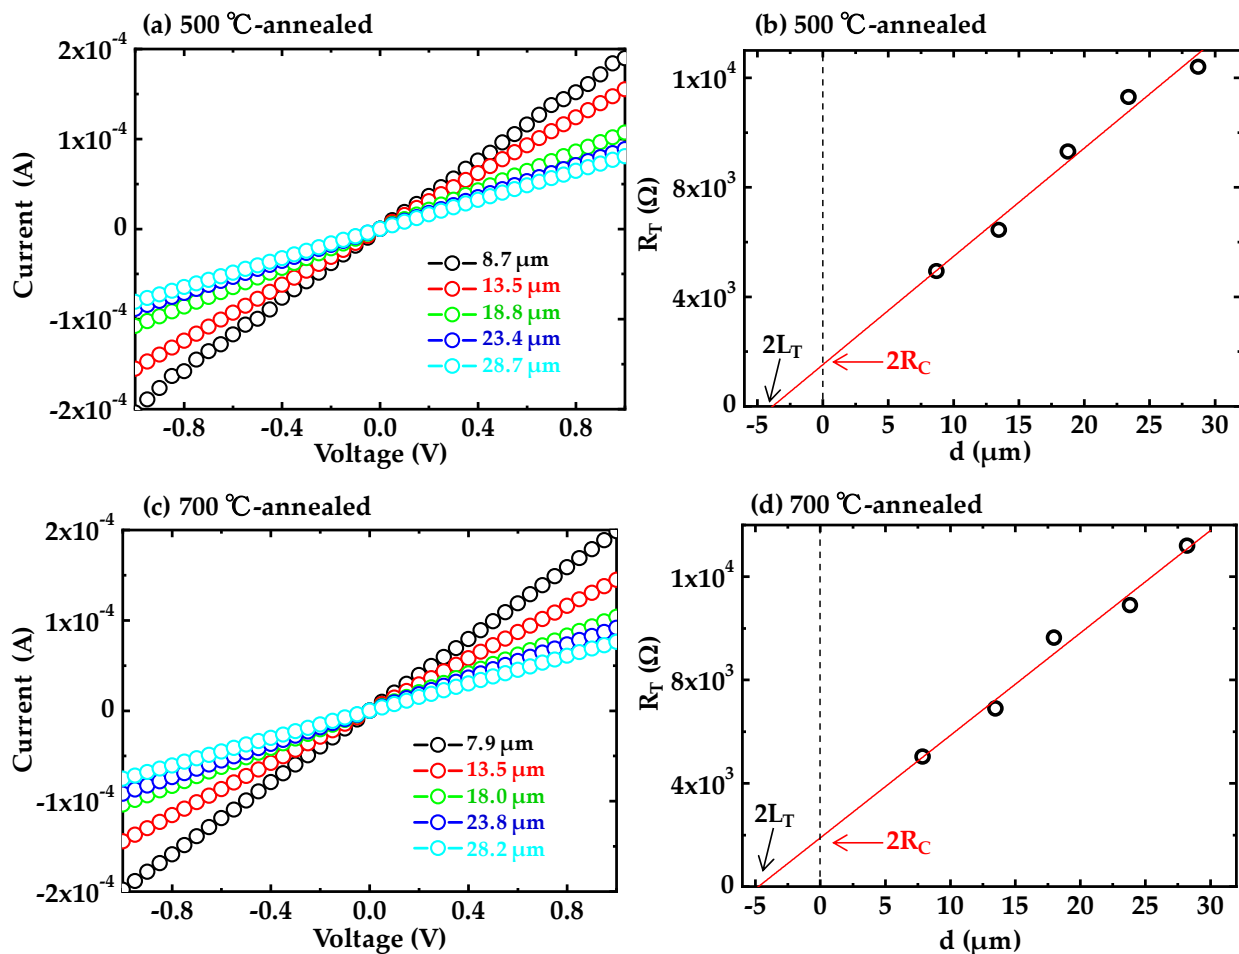 (a) 500 ℃-annealed
2x10⁻⁴
1x10⁻⁴
0
-1x10⁻⁴
-2x10⁻⁴
Current (A)
-0.8 -0.4 0.0 0.4 0.8
Voltage (V)
8.7 µm
13.5 µm
18.8 µm
23.4 µm
28.7 µm
(b) 500 ℃-annealed
1x10⁴
8x10³
4x10³
0
R_T (Ω)
2L_T
2R_C
-5 0 5 10 15 20 25 30
d (µm)
(c) 700 ℃-annealed
2x10⁻⁴
1x10⁻⁴
0
-1x10⁻⁴
-2x10⁻⁴
Current (A)
-0.8 -0.4 0.0 0.4 0.8
Voltage (V)
7.9 µm
13.5 µm
18.0 µm
23.8 µm
28.2 µm
(d) 700 ℃-annealed
1x10⁴
8x10³
4x10³
0
R_T (Ω)
2L_T
2R_C
-5 0 5 10 15 20 25 30
d (µm)